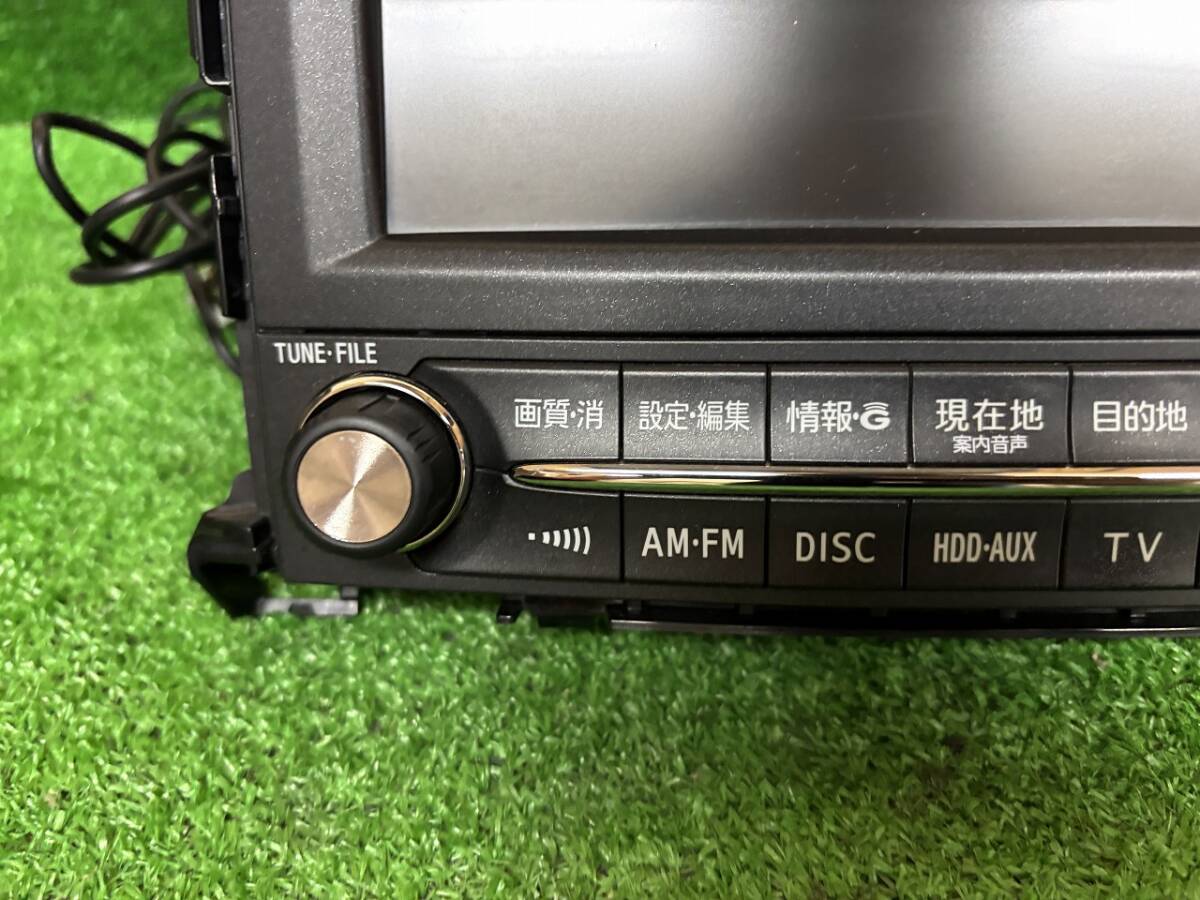 TUNE·FILE
画質·消 設定·編集 情報·G 現在地 目的地
案内音声
AM·FM DISC HDD·AUX TV